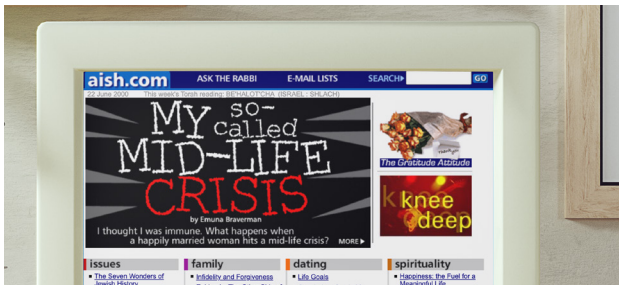 aish.com ASK THE RABBI E-MAIL LISTS SEARCH GO
22 June 2000 This week's Torah reading: BE'HALOT'CHA (ISRAEL : SHLACH)
MY so-called
MID-LIFE
CRISIS
by Emuna Braverman
I thought I was immune. What happens when
a happily married woman hits a mid-life crisis? MORE
The Gratitude Attitude
knee
knee
deep
issues family dating spirituality
The Seven Wonders of Infidelity and Forgiveness Life Goals Happiness: the Fuel for a
Jewish History Meaningful Life